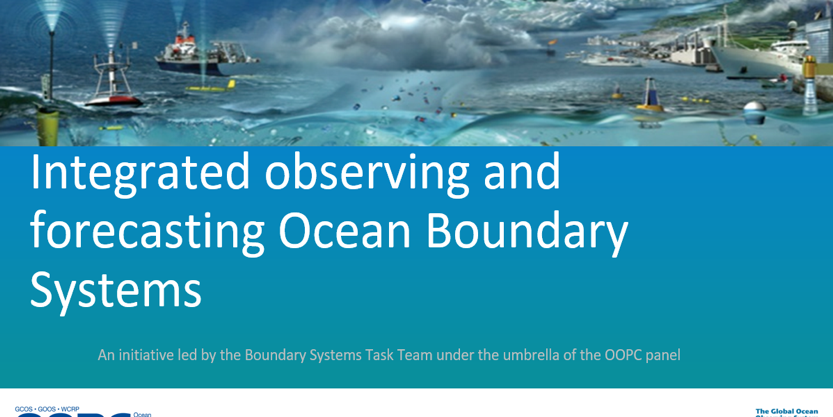 Integrated observing and
forecasting Ocean Boundary
Systems
An initiative led by the Boundary Systems Task Team under the umbrella of the OOPC panel
GCOS • GOOS • WCRP
Ocean
The Global Ocean